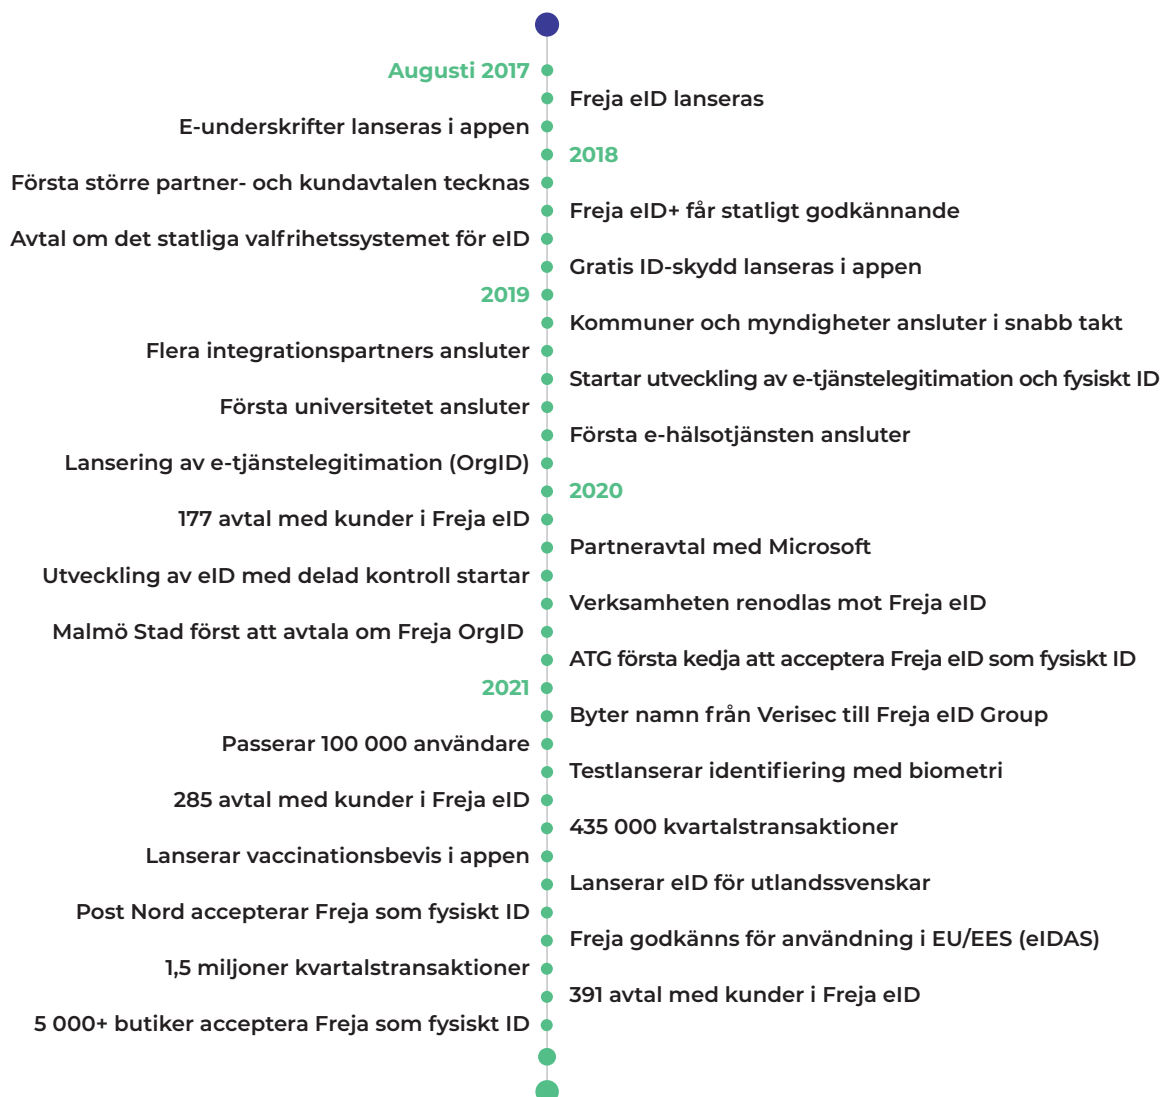 Augusti 2017
Freja eID lanseras
E-underskrifter lanseras i appen
2018
Första större partner- och kundavtalen tecknas
Freja eID+ får statligt godkännande
Avtal om det statliga valfrihetssystemet för eID
Gratis ID-skydd lanseras i appen
2019
Kommuner och myndigheter ansluter i snabb takt
Flera integrationspartners ansluter
Startar utveckling av e-tjänstelegitimation och fysiskt ID
Första universitetet ansluter
Första e-hälsotjänsten ansluter
Lansering av e-tjänstelegitimation (OrgID)
2020
177 avtal med kunder i Freja eID
Partneravtal med Microsoft
Utveckling av eID med delad kontroll startar
Verksamheten renodlas mot Freja eID
Malmö Stad först att avtala om Freja OrgID
ATG första kedja att acceptera Freja eID som fysiskt ID
2021
Byter namn från Verisec till Freja eID Group
Passerar 100 000 användare
Testlanserar identifiering med biometri
285 avtal med kunder i Freja eID
435 000 kvartalstransaktioner
Lanserar vaccinationsbevis i appen
Lanserar eID för utlandssvenskar
Post Nord accepterar Freja som fysiskt ID
Freja godkänns för användning i EU/EES (eIDAS)
1,5 miljoner kvartalstransaktioner
391 avtal med kunder i Freja eID
5 000+ butiker acceptera Freja som fysiskt ID